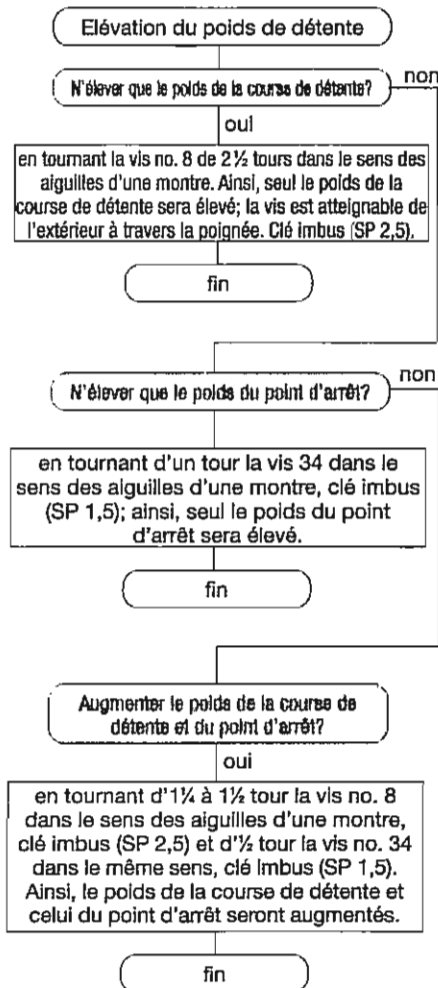 Elévation du poids de détente
N'élever que le poids de la course de détente?
non
oui
en tournant la vis no. 8 de 2½ tours dans le sens des
aiguilles d'une montre. Ainsi, seul le poids de la
course de détente sera élevé; la vis est atteignable de
l'extérieur à travers la poignée. Clé imbus (SP 2,5).
fin
N'élever que le poids du point d'arrêt?
non
en tournant d'un tour la vis 34 dans le
sens des aiguilles d'une montre, clé imbus
(SP 1,5); ainsi, seul le poids du point
d'arrêt sera élevé.
fin
Augmenter le poids de la course de
détente et du point d'arrêt?
oui
en tournant d'1¼ à 1½ tour la vis no. 8
dans le sens des aiguilles d'une montre,
clé imbus (SP 2,5) et d'½ tour la vis no. 34
dans le même sens, clé imbus (SP 1,5).
Ainsi, le poids de la course de détente et
celui du point d'arrêt seront augmentés.
fin